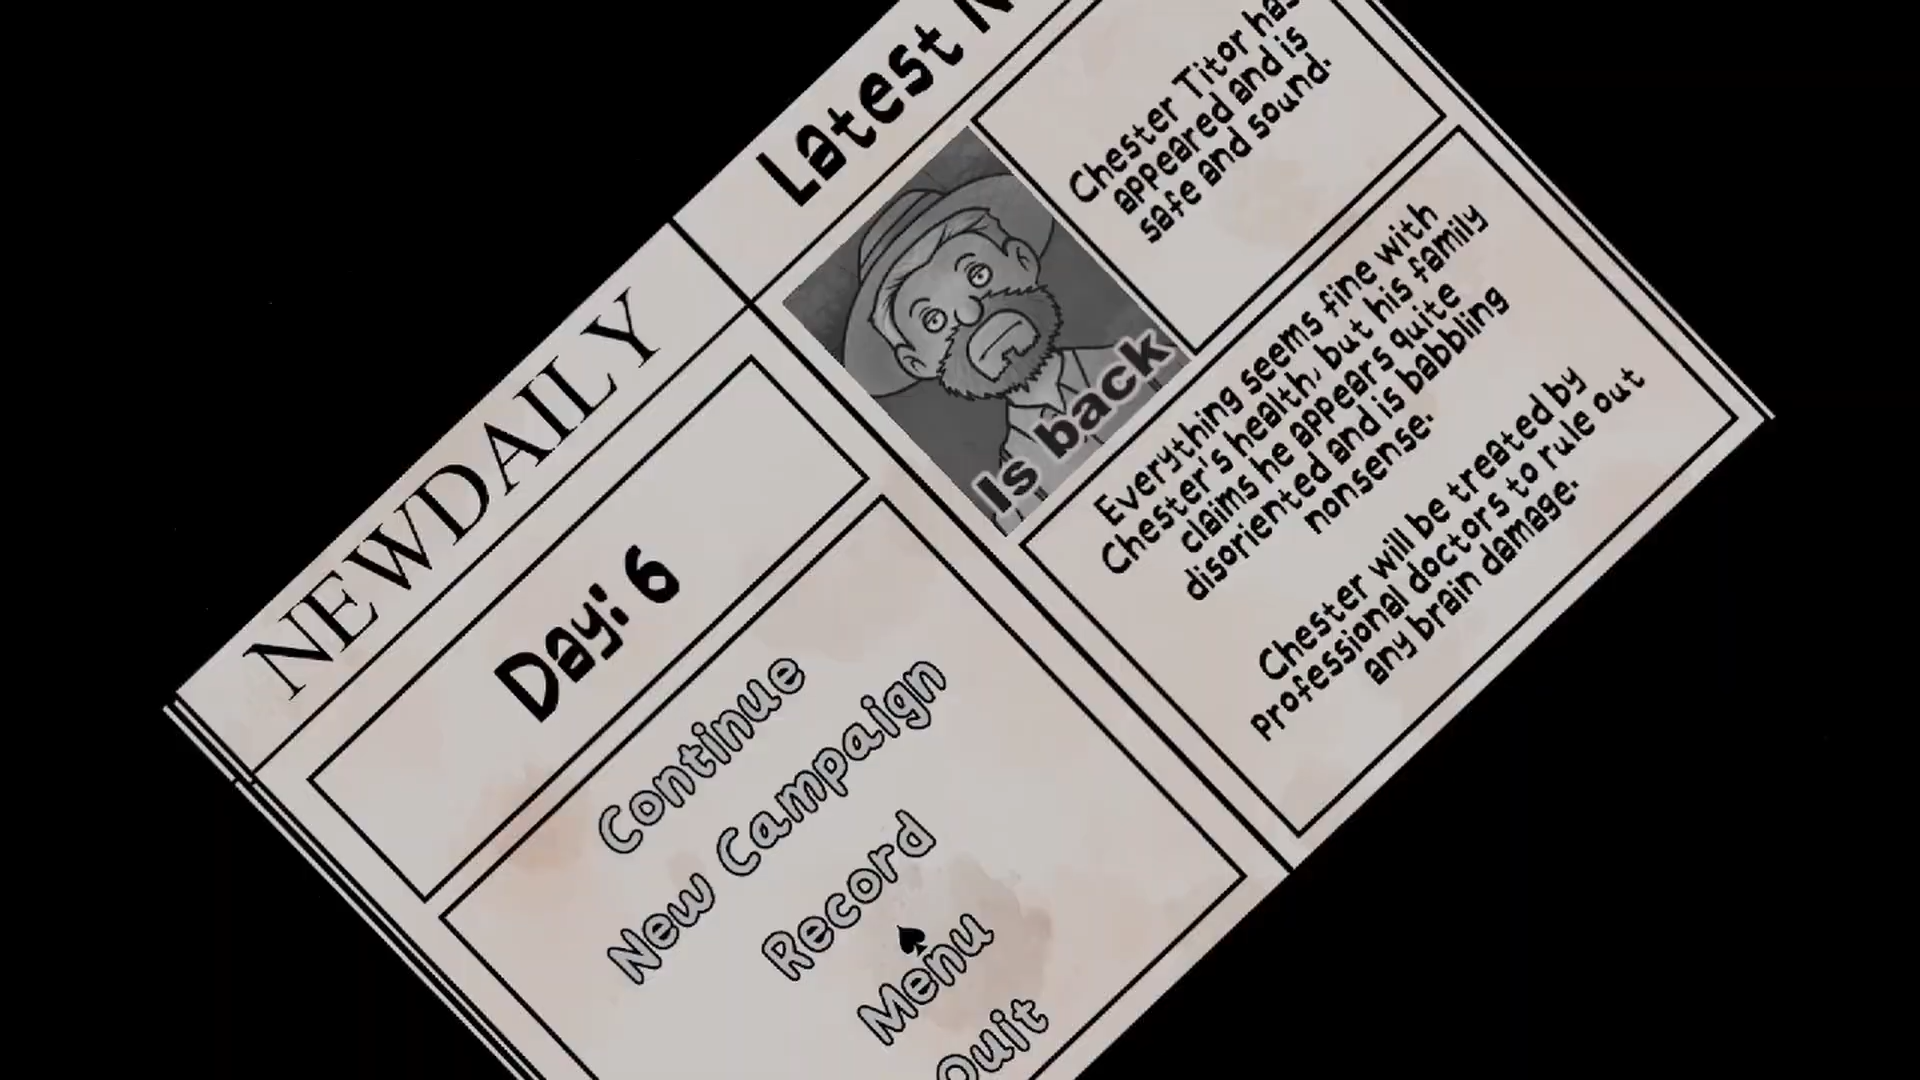 NEWDAILY
Day: 6
Continue
New Campaign
Record
Menu
Quit
Latest
Is back
Chester Titor has
appeared and is
safe and sound.
Everything seems fine with
Chester's health, but his family
claims he appears quite
disoriented and is babbling
nonsense.
Chester will be treated by
professional doctors to rule out
any brain damage.